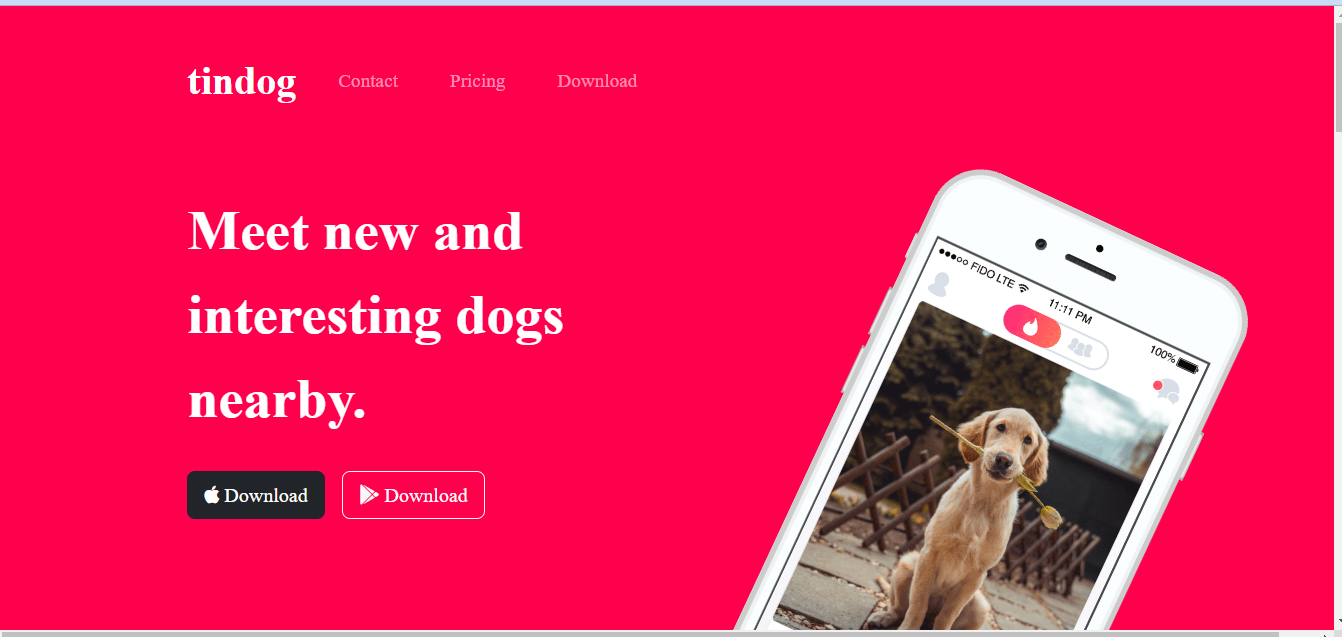 tindog
Contact
Pricing
Download
Meet new and
interesting dogs
nearby.
Download
Download
FIDO LTE
11:11 PM
100%